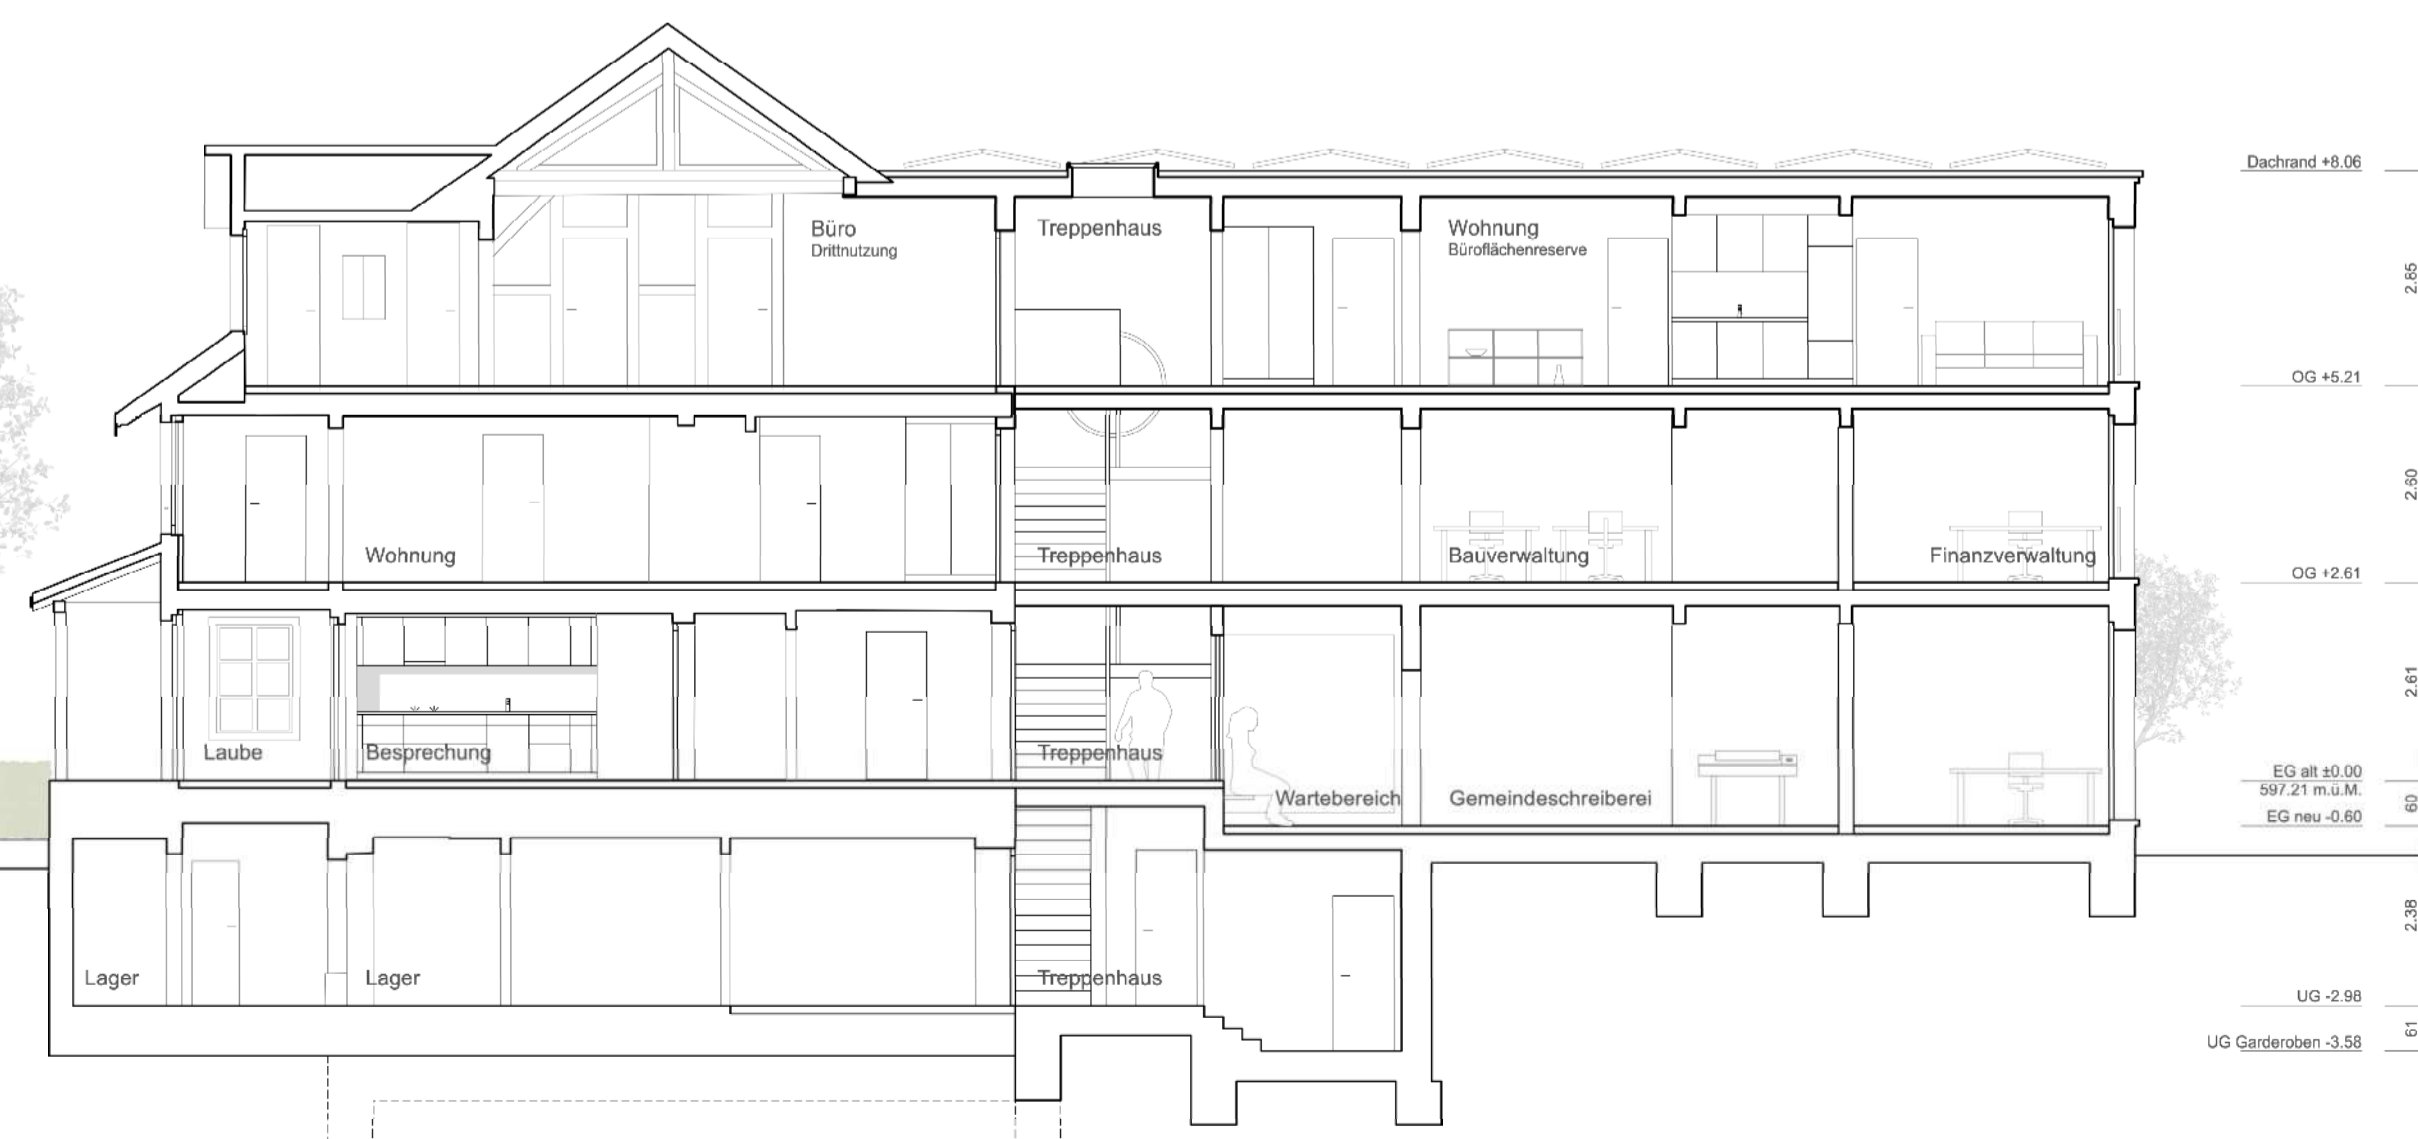 Dachrand +8.06
Büro
Drittnutzung
Treppenhaus
Wohnung
Büroflächenreserve
2.85
OG +5.21
2.60
Wohnung
Treppenhaus
Bauverwaltung
Finanzverwaltung
OG +2.61
2.61
Laube
Besprechung
Treppenhaus
Wartebereich
Gemeindeschreiberei
EG alt ±0.00
597.21 m.ü.M.
EG neu -0.60
60
2.38
Lager
Lager
Treppenhaus
UG -2.98
61
UG Garderoben -3.58